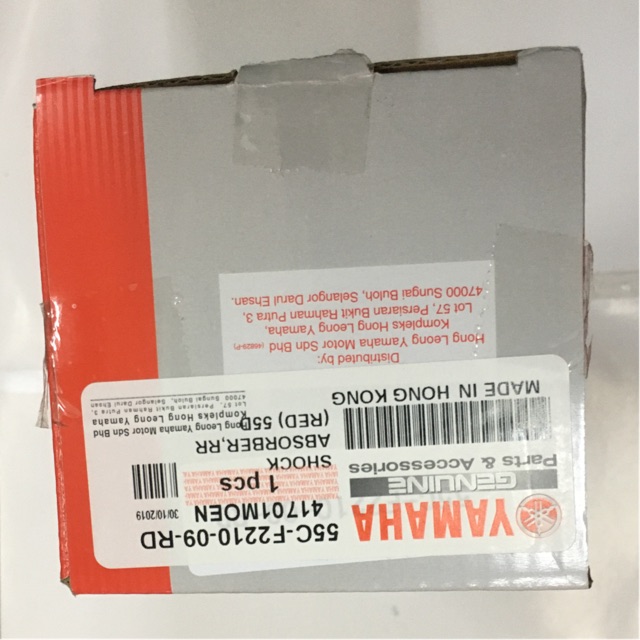 YAMAHA
GENUINE
Parts & Accessories
MADE IN HONG KONG
55C-F2210-09-RD
41701MOEN
1 pcs
SHOCK
ABSORBER,RR
(RED) 55D
30/10/2019
Hong Leong Yamaha Motor Sdn Bhd
Kompleks Hong Leong Yamaha
Lot 57, Persiaran Bukit Rahman Putra 3,
47000 Sungai Buloh, Selangor Darul Ehsan
Distributed by:
Hong Leong Yamaha Motor Sdn Bhd (46829-P)
Kompleks Hong Leong Yamaha,
Lot 57, Persiaran Bukit Rahman Putra 3,
47000 Sungai Buloh, Selangor Darul Ehsan.